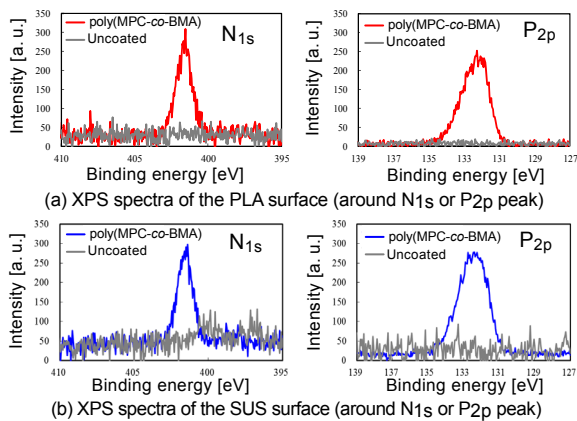 poly(MPC-co-BMA)
Uncoated
N1s
Intensity [a. u.]
350
300
250
200
150
100
50
0
410
405
400
395
Binding energy [eV]
poly(MPC-co-BMA)
Uncoated
P2p
Intensity [a. u.]
350
300
250
200
150
100
50
0
139
137
135
133
131
129
127
Binding energy [eV]
(a) XPS spectra of the PLA surface (around N1s or P2p peak)
poly(MPC-co-BMA)
Uncoated
N1s
Intensity [a. u.]
350
300
250
200
150
100
50
0
410
405
400
395
Binding energy [eV]
poly(MPC-co-BMA)
Uncoated
P2p
Intensity [a. u.]
350
300
250
200
150
100
50
0
139
137
135
133
131
129
127
Binding energy [eV]
(b) XPS spectra of the SUS surface (around N1s or P2p peak)